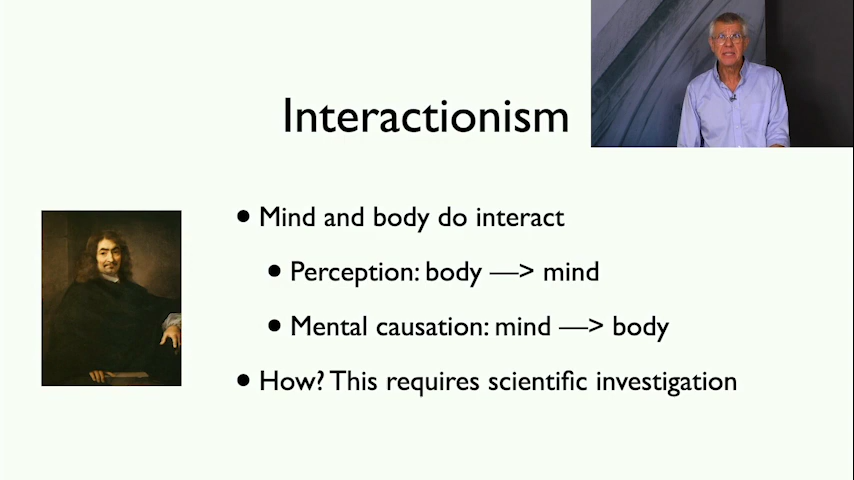 Interactionism
• Mind and body do interact
• Perception: body —> mind
• Mental causation: mind —> body
• How? This requires scientific investigation